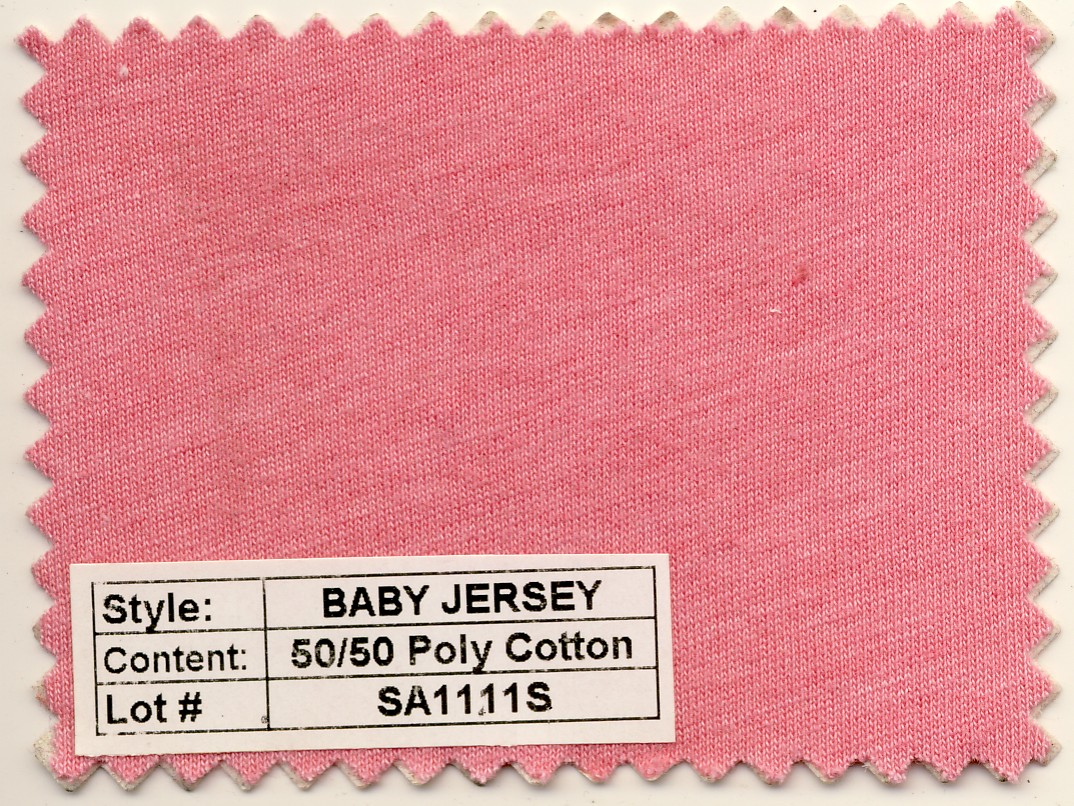 Style: BABY JERSEY
Content: 50/50 Poly Cotton
Lot # SA1111S